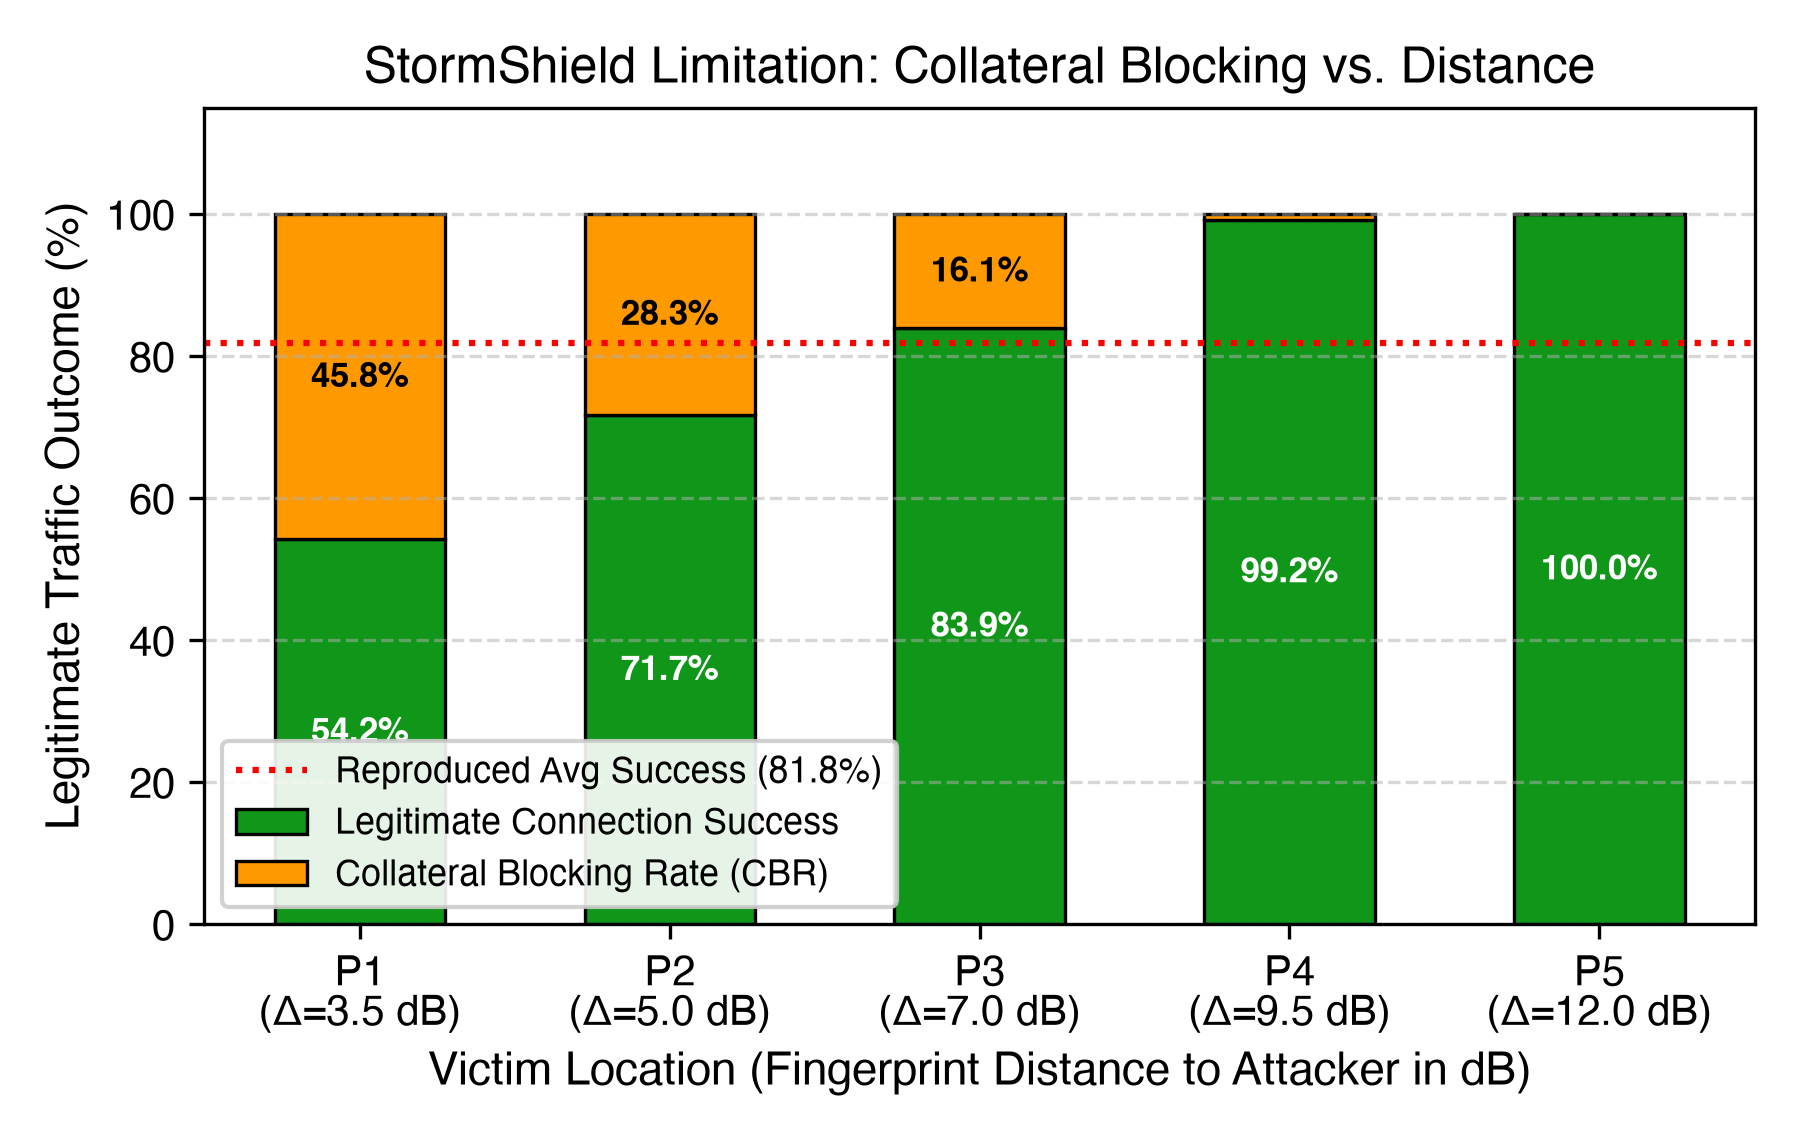 StormShield Limitation: Collateral Blocking vs. Distance
Legitimate Traffic Outcome (%)
100
80
60
40
20
0
45.8%
54.2%
28.3%
71.7%
16.1%
83.9%
99.2%
100.0%
Reproduced Avg Success (81.8%)
Legitimate Connection Success
Collateral Blocking Rate (CBR)
P1
(Δ=3.5 dB)
P2
(Δ=5.0 dB)
P3
(Δ=7.0 dB)
P4
(Δ=9.5 dB)
P5
(Δ=12.0 dB)
Victim Location (Fingerprint Distance to Attacker in dB)